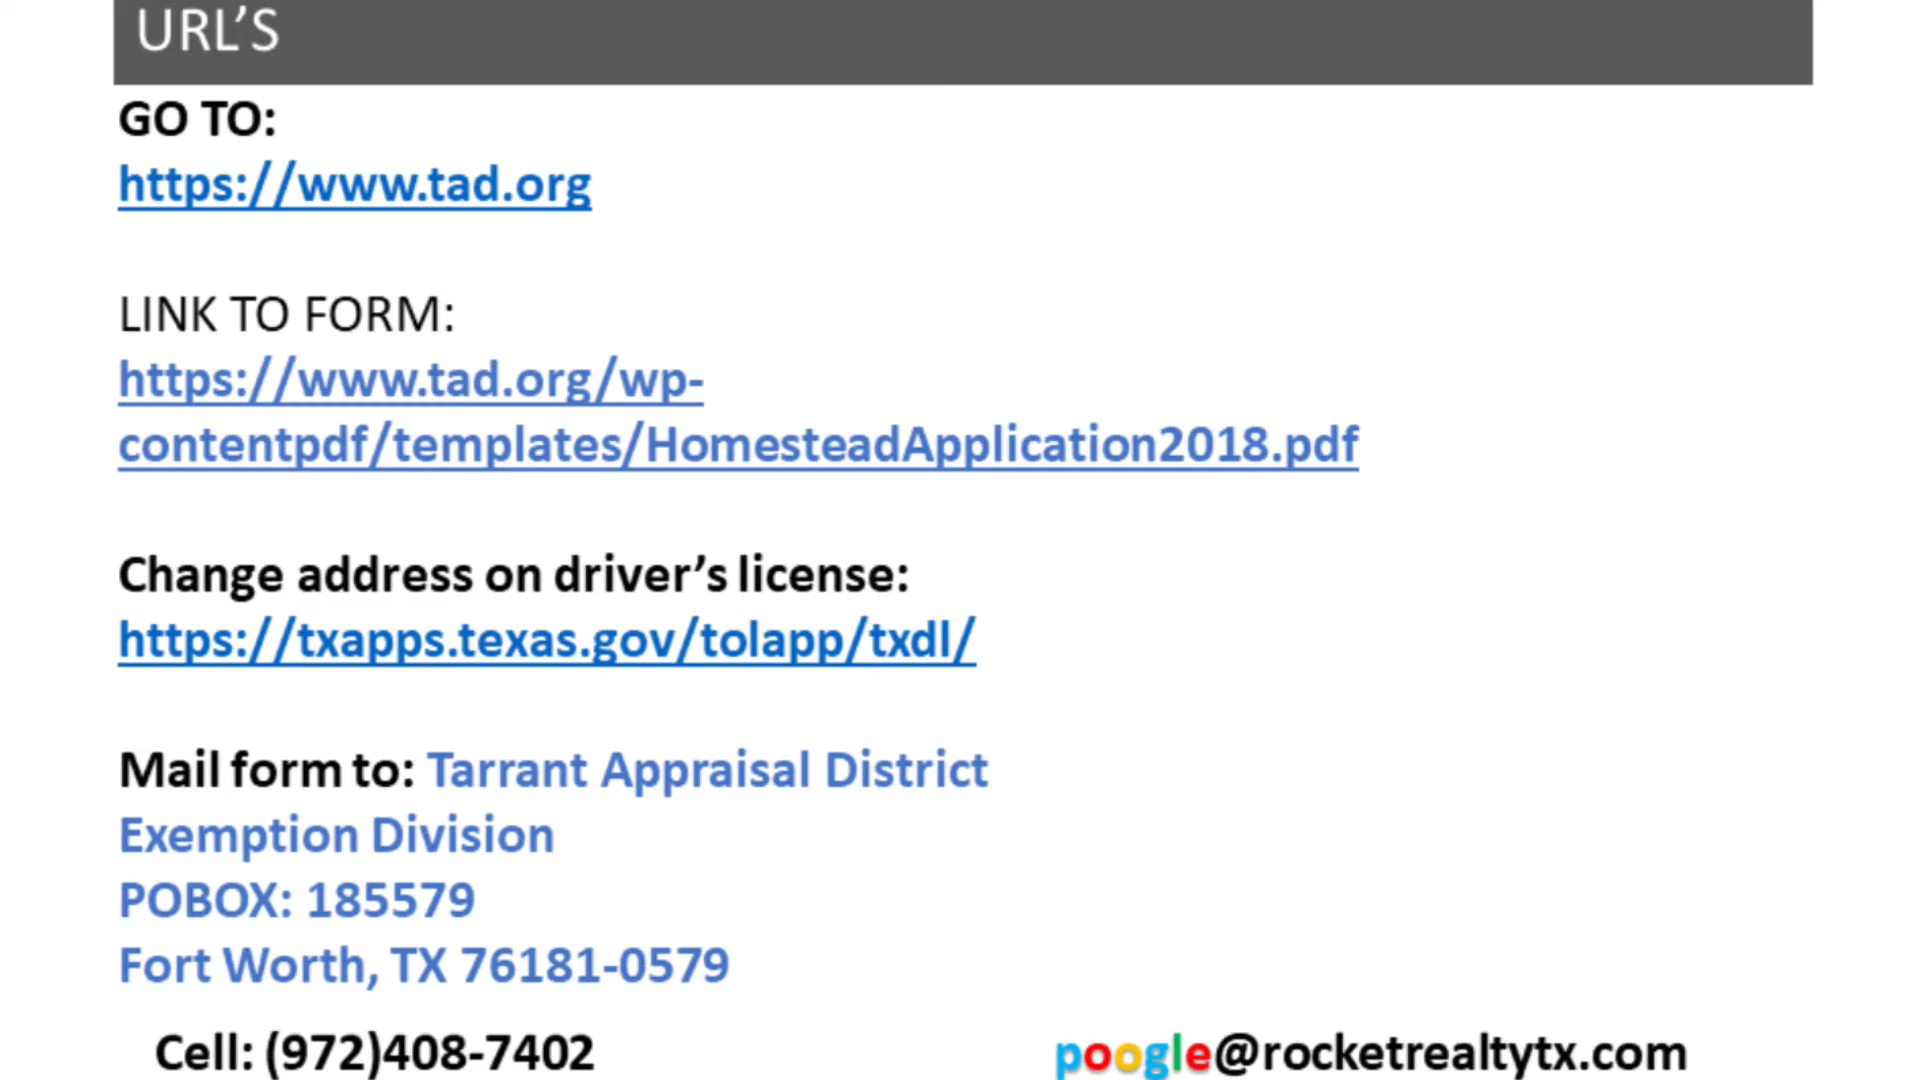 URL’S
GO TO:
https://www.tad.org
LINK TO FORM:
https://www.tad.org/wp-
contentpdf/templates/HomesteadApplication2018.pdf
Change address on driver’s license:
https://txapps.texas.gov/tolapp/txdl/
Mail form to: Tarrant Appraisal District
Exemption Division
POBOX: 185579
Fort Worth, TX 76181-0579
Cell: (972)408-7402
poogle@rocketrealtytx.com